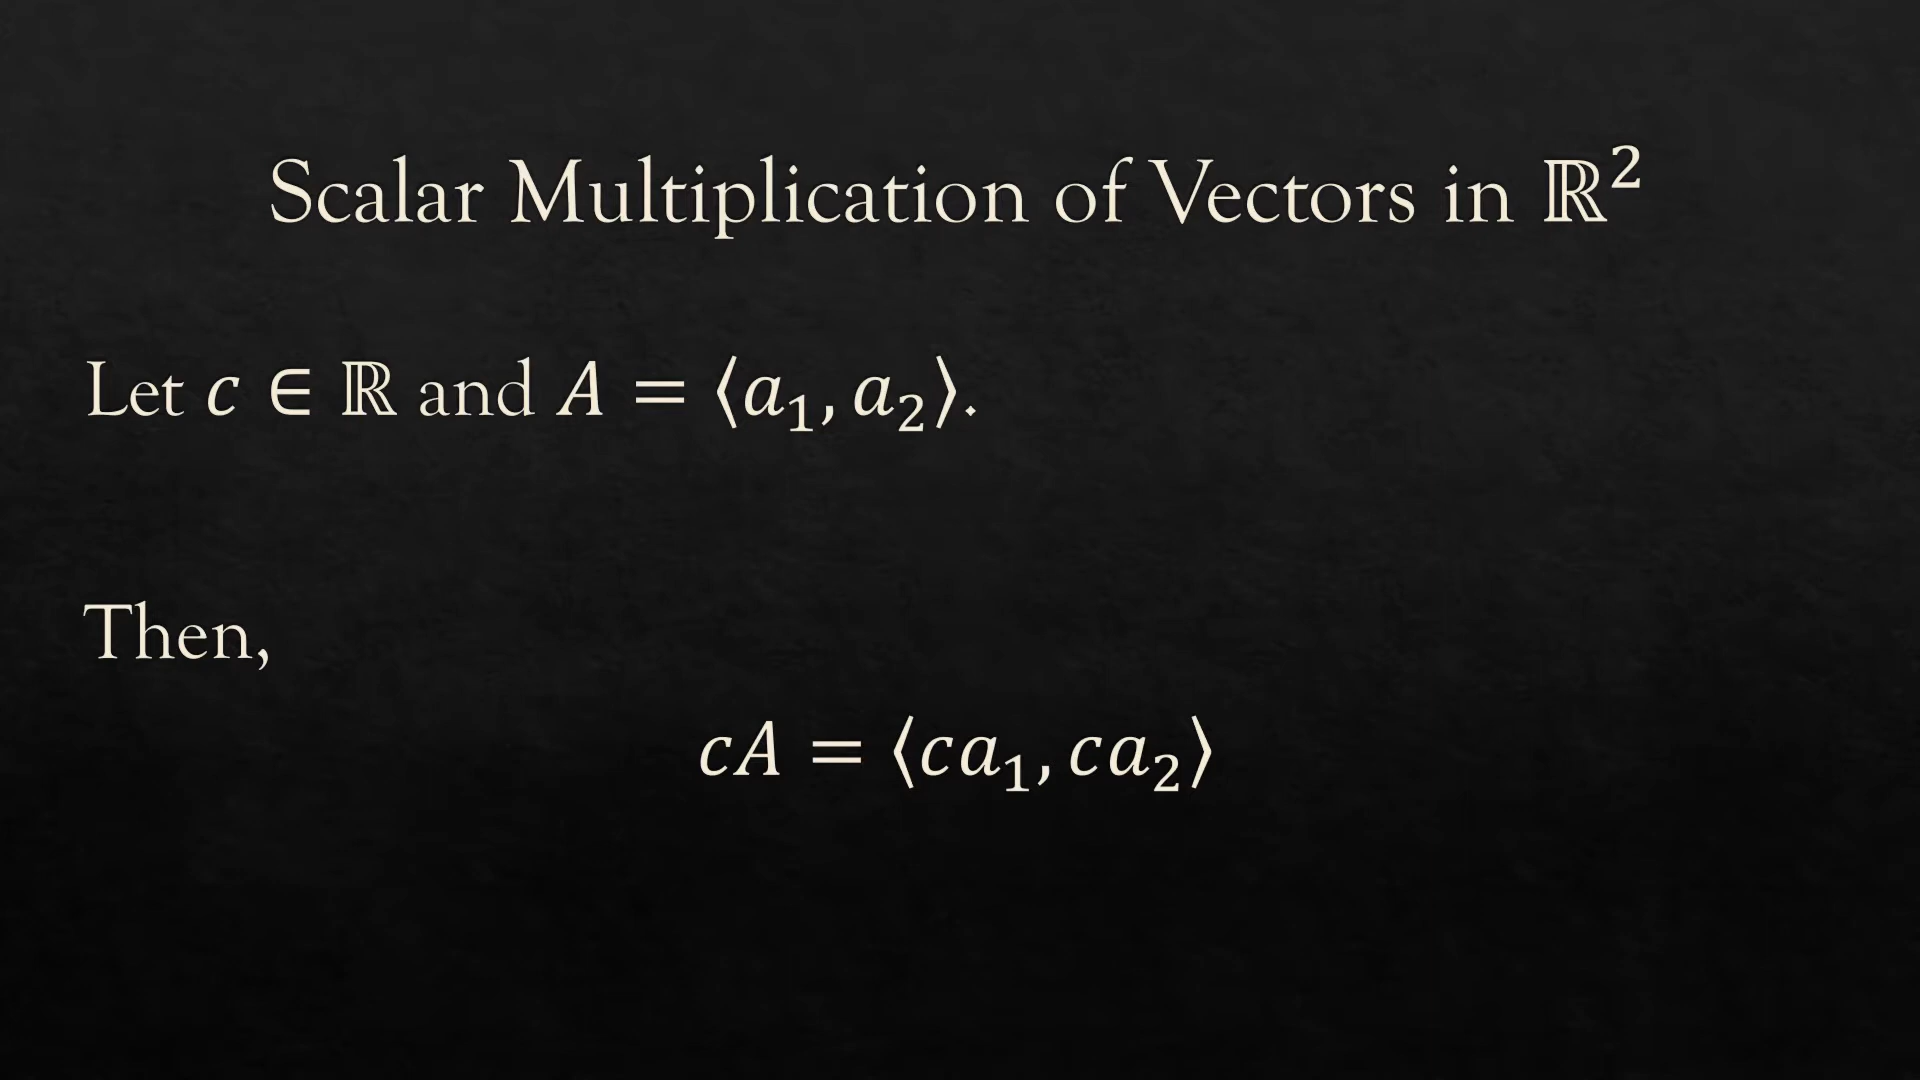 Scalar Multiplication of Vectors in ℝ²
Let 𝑐 ∈ ℝ and 𝐴 = ⟨𝑎₁, 𝑎₂⟩.
Then,
𝑐𝐴 = ⟨𝑐𝑎₁, 𝑐𝑎₂⟩